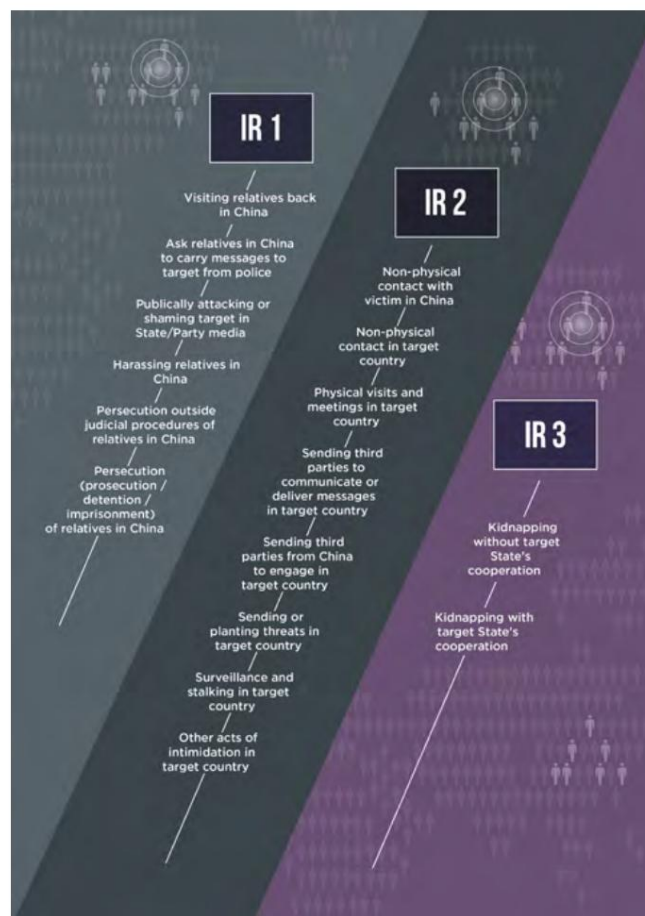 IR 1
Visiting relatives back
in China
Ask relatives in China
to carry messages to
target from police
Publically attacking or
shaming target in
State/Party media
Harassing relatives in
China
Persecution outside
judicial procedures of
relatives in China
Persecution
(prosecution /
detention /
imprisonment)
of relatives in China
IR 2
Non-physical
contact with
victim in China
Non-physical
contact in target
country
Physical visits and
meetings in target
country
Sending third
parties to
communicate or
deliver messages
in target country
Sending third
parties from China
to engage in
target country
Sending or
planting threats in
target country
Surveillance and
stalking in target
country
Other acts of
intimidation in
target country
IR 3
Kidnapping
without target
State's
cooperation
Kidnapping with
target State's
cooperation